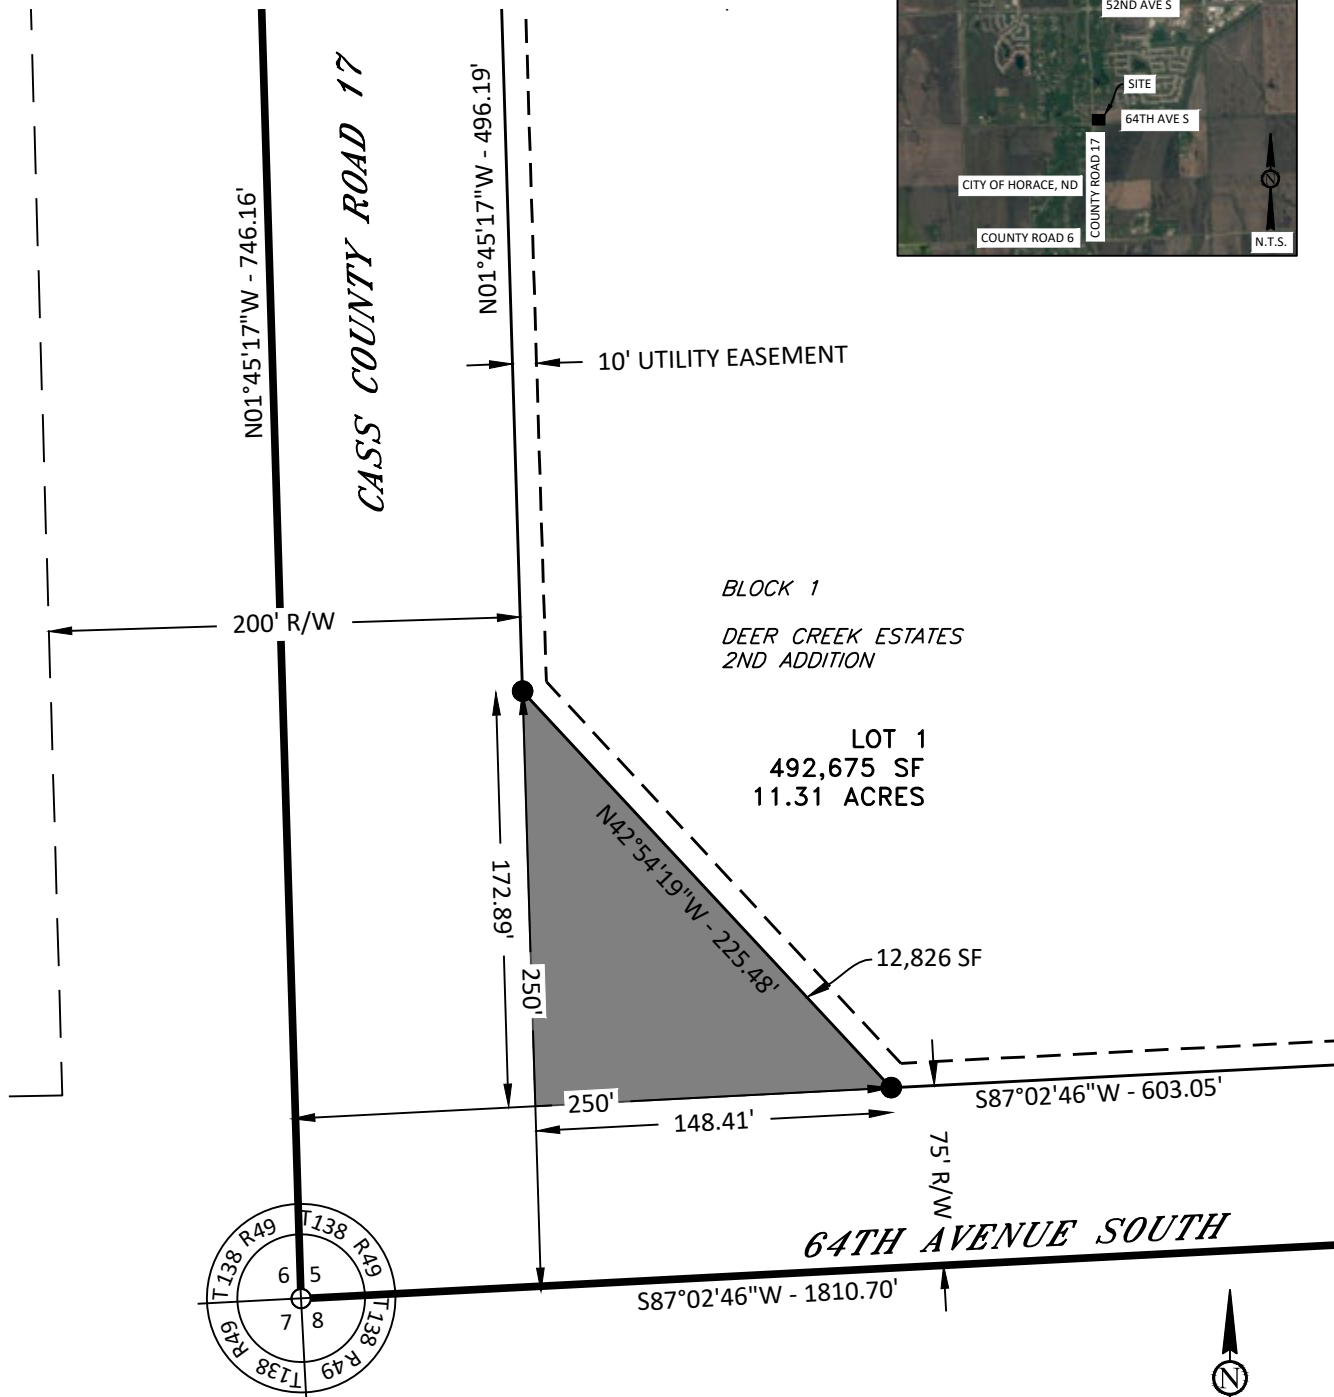 52ND AVE S
SITE
64TH AVE S
COUNTY ROAD 17
CITY OF HORACE, ND
COUNTY ROAD 6
N
N.T.S.
N01°45'17"W - 746.16'
CASS COUNTY ROAD 17
N01°45'17"W - 496.19'
10' UTILITY EASEMENT
200' R/W
BLOCK 1
DEER CREEK ESTATES
2ND ADDITION
LOT 1
492,675 SF
11.31 ACRES
N42°54'19"W - 225.48'
172.89'
250'
12,826 SF
250'
148.41'
S87°02'46"W - 603.05'
75' R/W
64TH AVENUE SOUTH
S87°02'46"W - 1810.70'
T138 R49
T138 R49
6 5
7 8
T138 R49
T138 R49
N